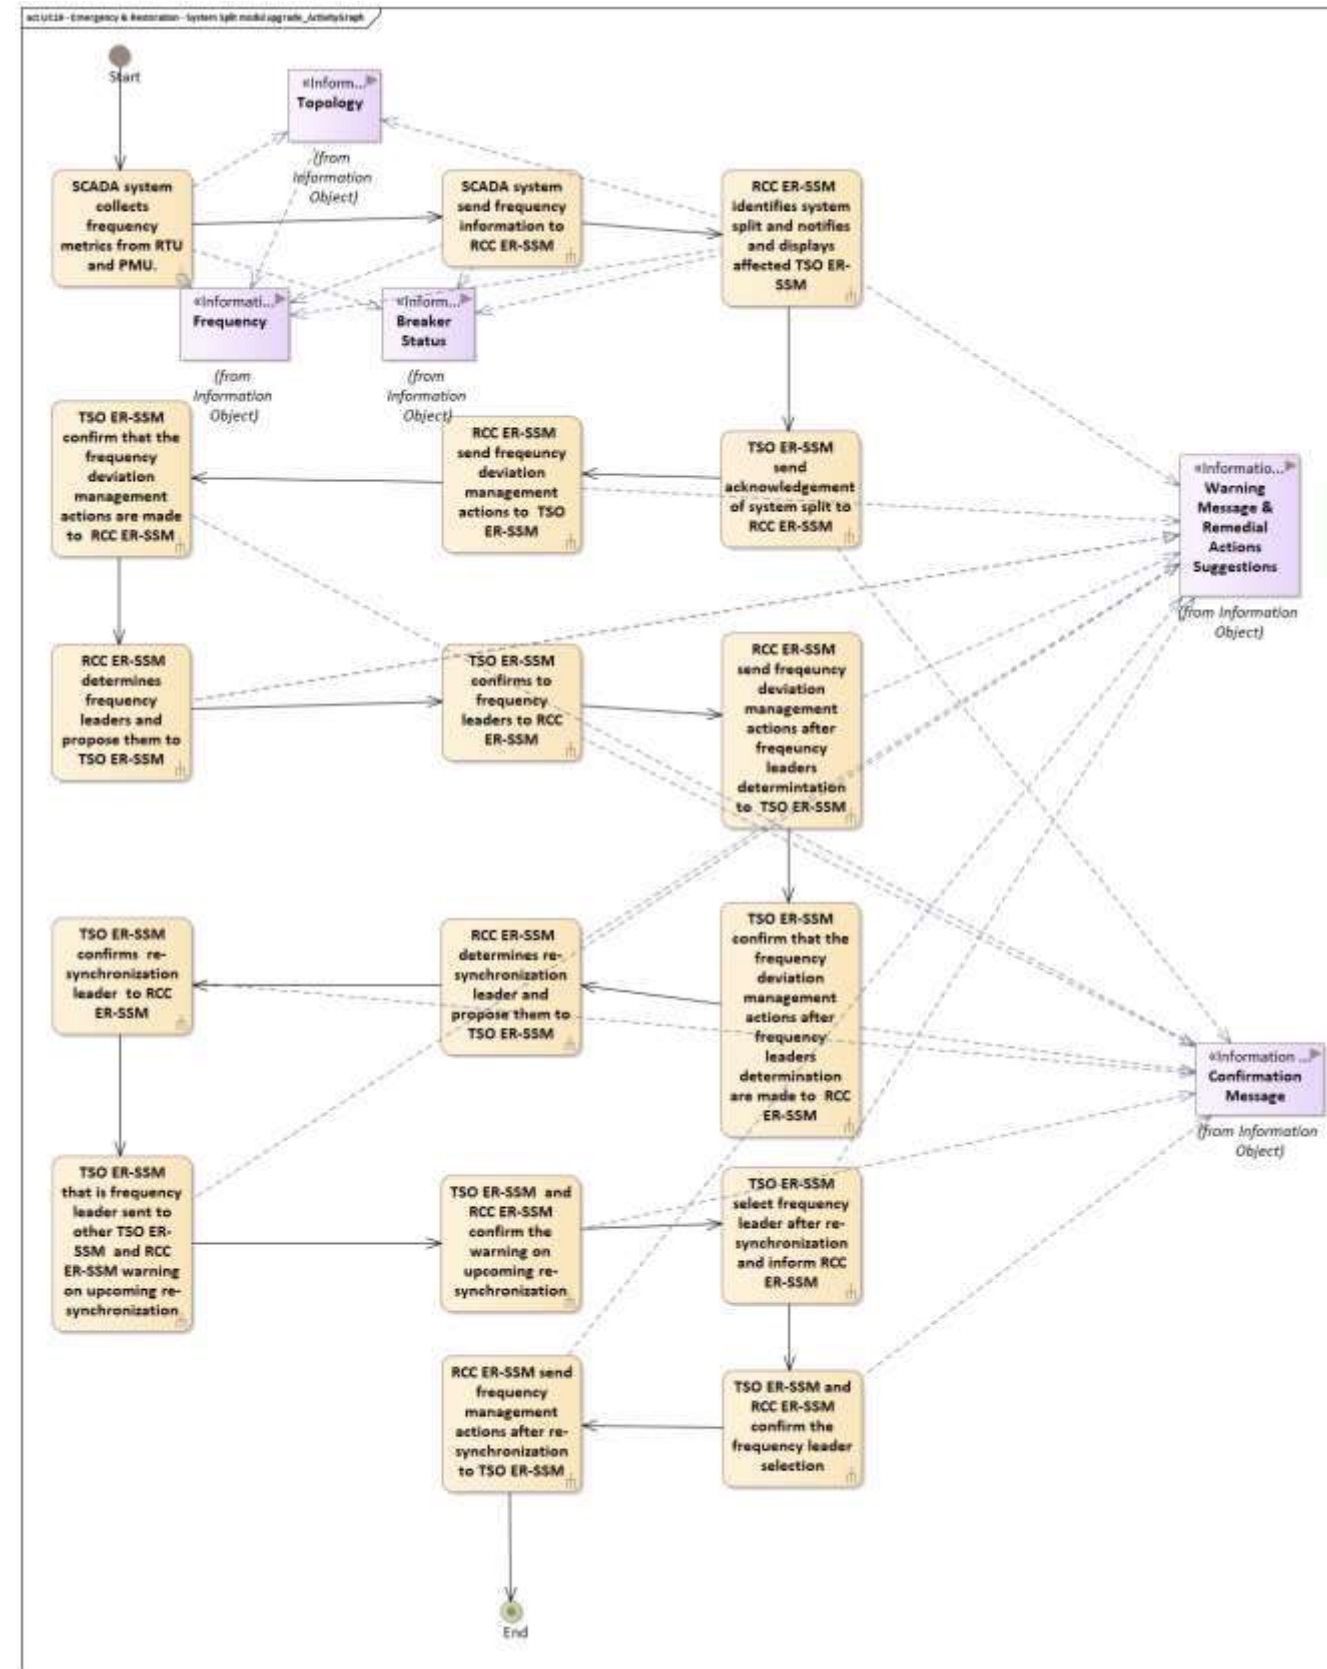 act UC19 - Emergency & Restoration - System Split modul upgrade_ActivityGraph
Start
«Inform...
Topology
(from
Information
Object)
SCADA system
collects
frequency
metrics from RTU
and PMU.
SCADA system
send frequency
information to
RCC ER-SSM
RCC ER-SSM
identifies system
split and notifies
and displays
affected TSO ER-
SSM
«Informati...
Frequency
(from
Information
Object)
«Inform...
Breaker
Status
(from
Information
Object)
TSO ER-SSM
confirm that the
frequency
deviation
management
actions are made
to RCC ER-SSM
RCC ER-SSM
send freqeuncy
deviation
management
actions to TSO
ER-SSM
TSO ER-SSM
send
acknowledgement
of system split to
RCC ER-SSM
«Informatio...
Warning
Message &
Remedial
Actions
Suggestions
(from Information
Object)
RCC ER-SSM
determines
frequency
leaders and
propose them to
TSO ER-SSM
TSO ER-SSM
confirms to
frequency
leaders to RCC
ER-SSM
RCC ER-SSM
send freqeuncy
deviation
management
actions after
freqeuncy
leaders
determintation
to TSO ER-SSM
TSO ER-SSM
confirms re-
synchronization
leader to RCC
ER-SSM
RCC ER-SSM
determines re-
synchronization
leader and
propose them to
TSO ER-SSM
TSO ER-SSM
confirm that the
frequency
deviation
management
actions after
frequency
leaders
determination
are made to RCC
ER-SSM
«Information ...
Confirmation
Message
(from Information
Object)
TSO ER-SSM
that is frequency
leader sent to
other TSO ER-
SSM and RCC
ER-SSM warning
on upcoming re-
synchronization
TSO ER-SSM and
RCC ER-SSM
confirm the
warning on
upcoming re-
synchronization
TSO ER-SSM
select frequency
leader after re-
synchronization
and inform RCC
ER-SSM
RCC ER-SSM send
frequency
management
actions after re-
synchronization
to TSO ER-SSM
TSO ER-SSM and
RCC ER-SSM
confirm the
frequency leader
selection
End